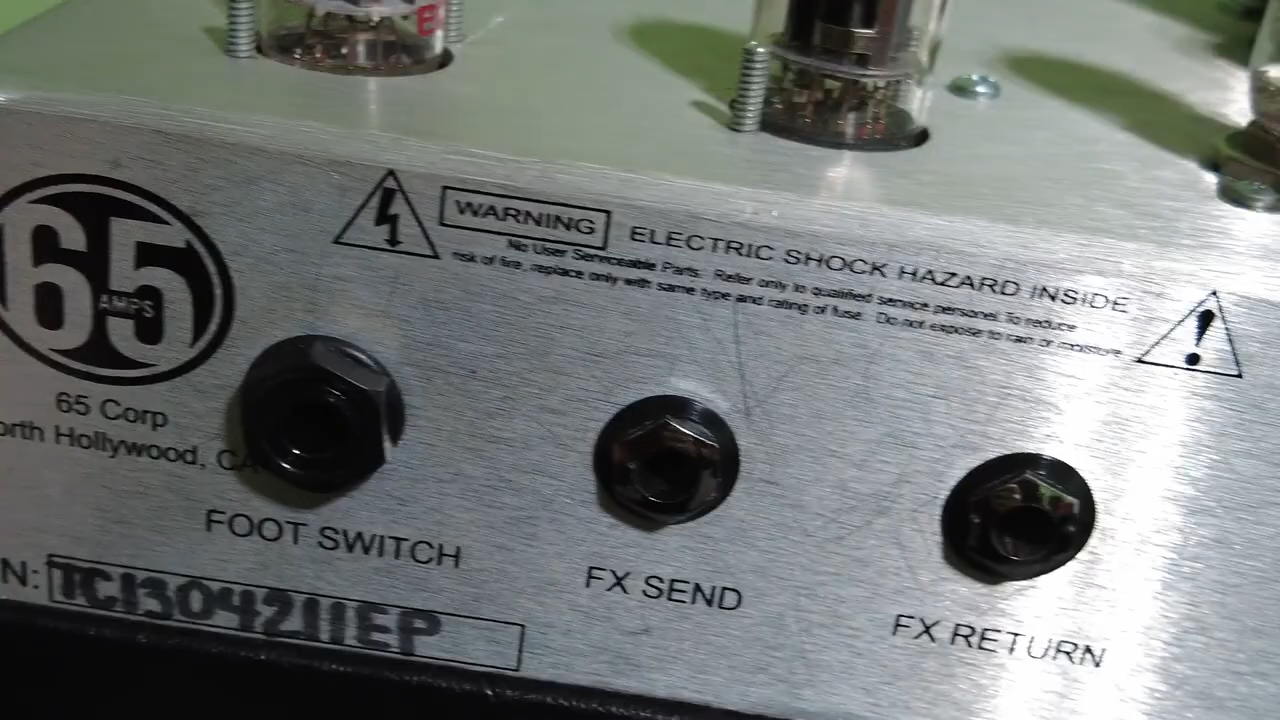 65
AMPS
65 Corp
orth Hollywood, CA
WARNING
ELECTRIC SHOCK HAZARD INSIDE
No User Serviceable Parts. Refer only to qualified service personel. To reduce
risk of fire, replace only with same type and rating of fuse. Do not expose to rain or moisture.
FOOT SWITCH
FX SEND
FX RETURN
N: TC1304211EP